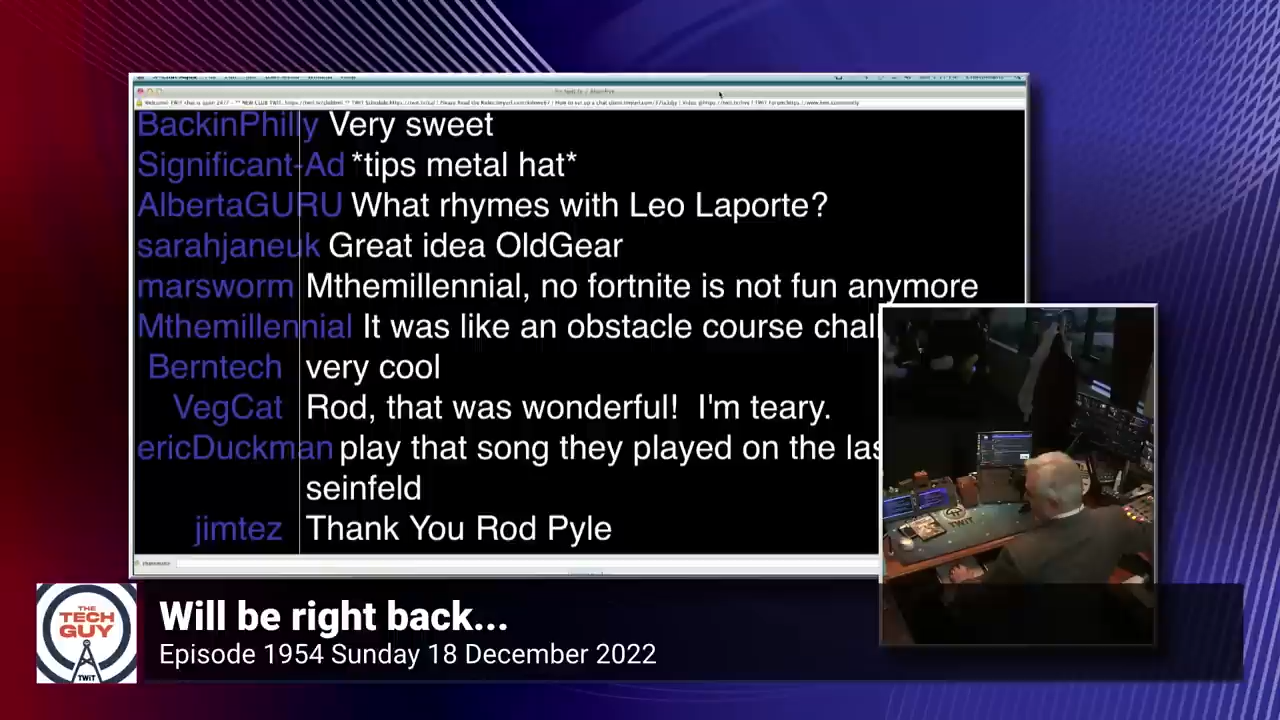 BackinPhilly Very sweet
Significant-Ad *tips metal hat*
AlbertaGURU What rhymes with Leo Laporte?
sarahjaneuk Great idea OldGear
marsworm Mthemillennial, no fortnite is not fun anymore
Mthemillennial It was like an obstacle course chal
Berntech very cool
VegCat Rod, that was wonderful! I'm teary.
ericDuckman play that song they played on the las
seinfeld
jimtez Thank You Rod Pyle
TWiT
THE
TECH
GUY
TWiT
Will be right back...
Episode 1954 Sunday 18 December 2022